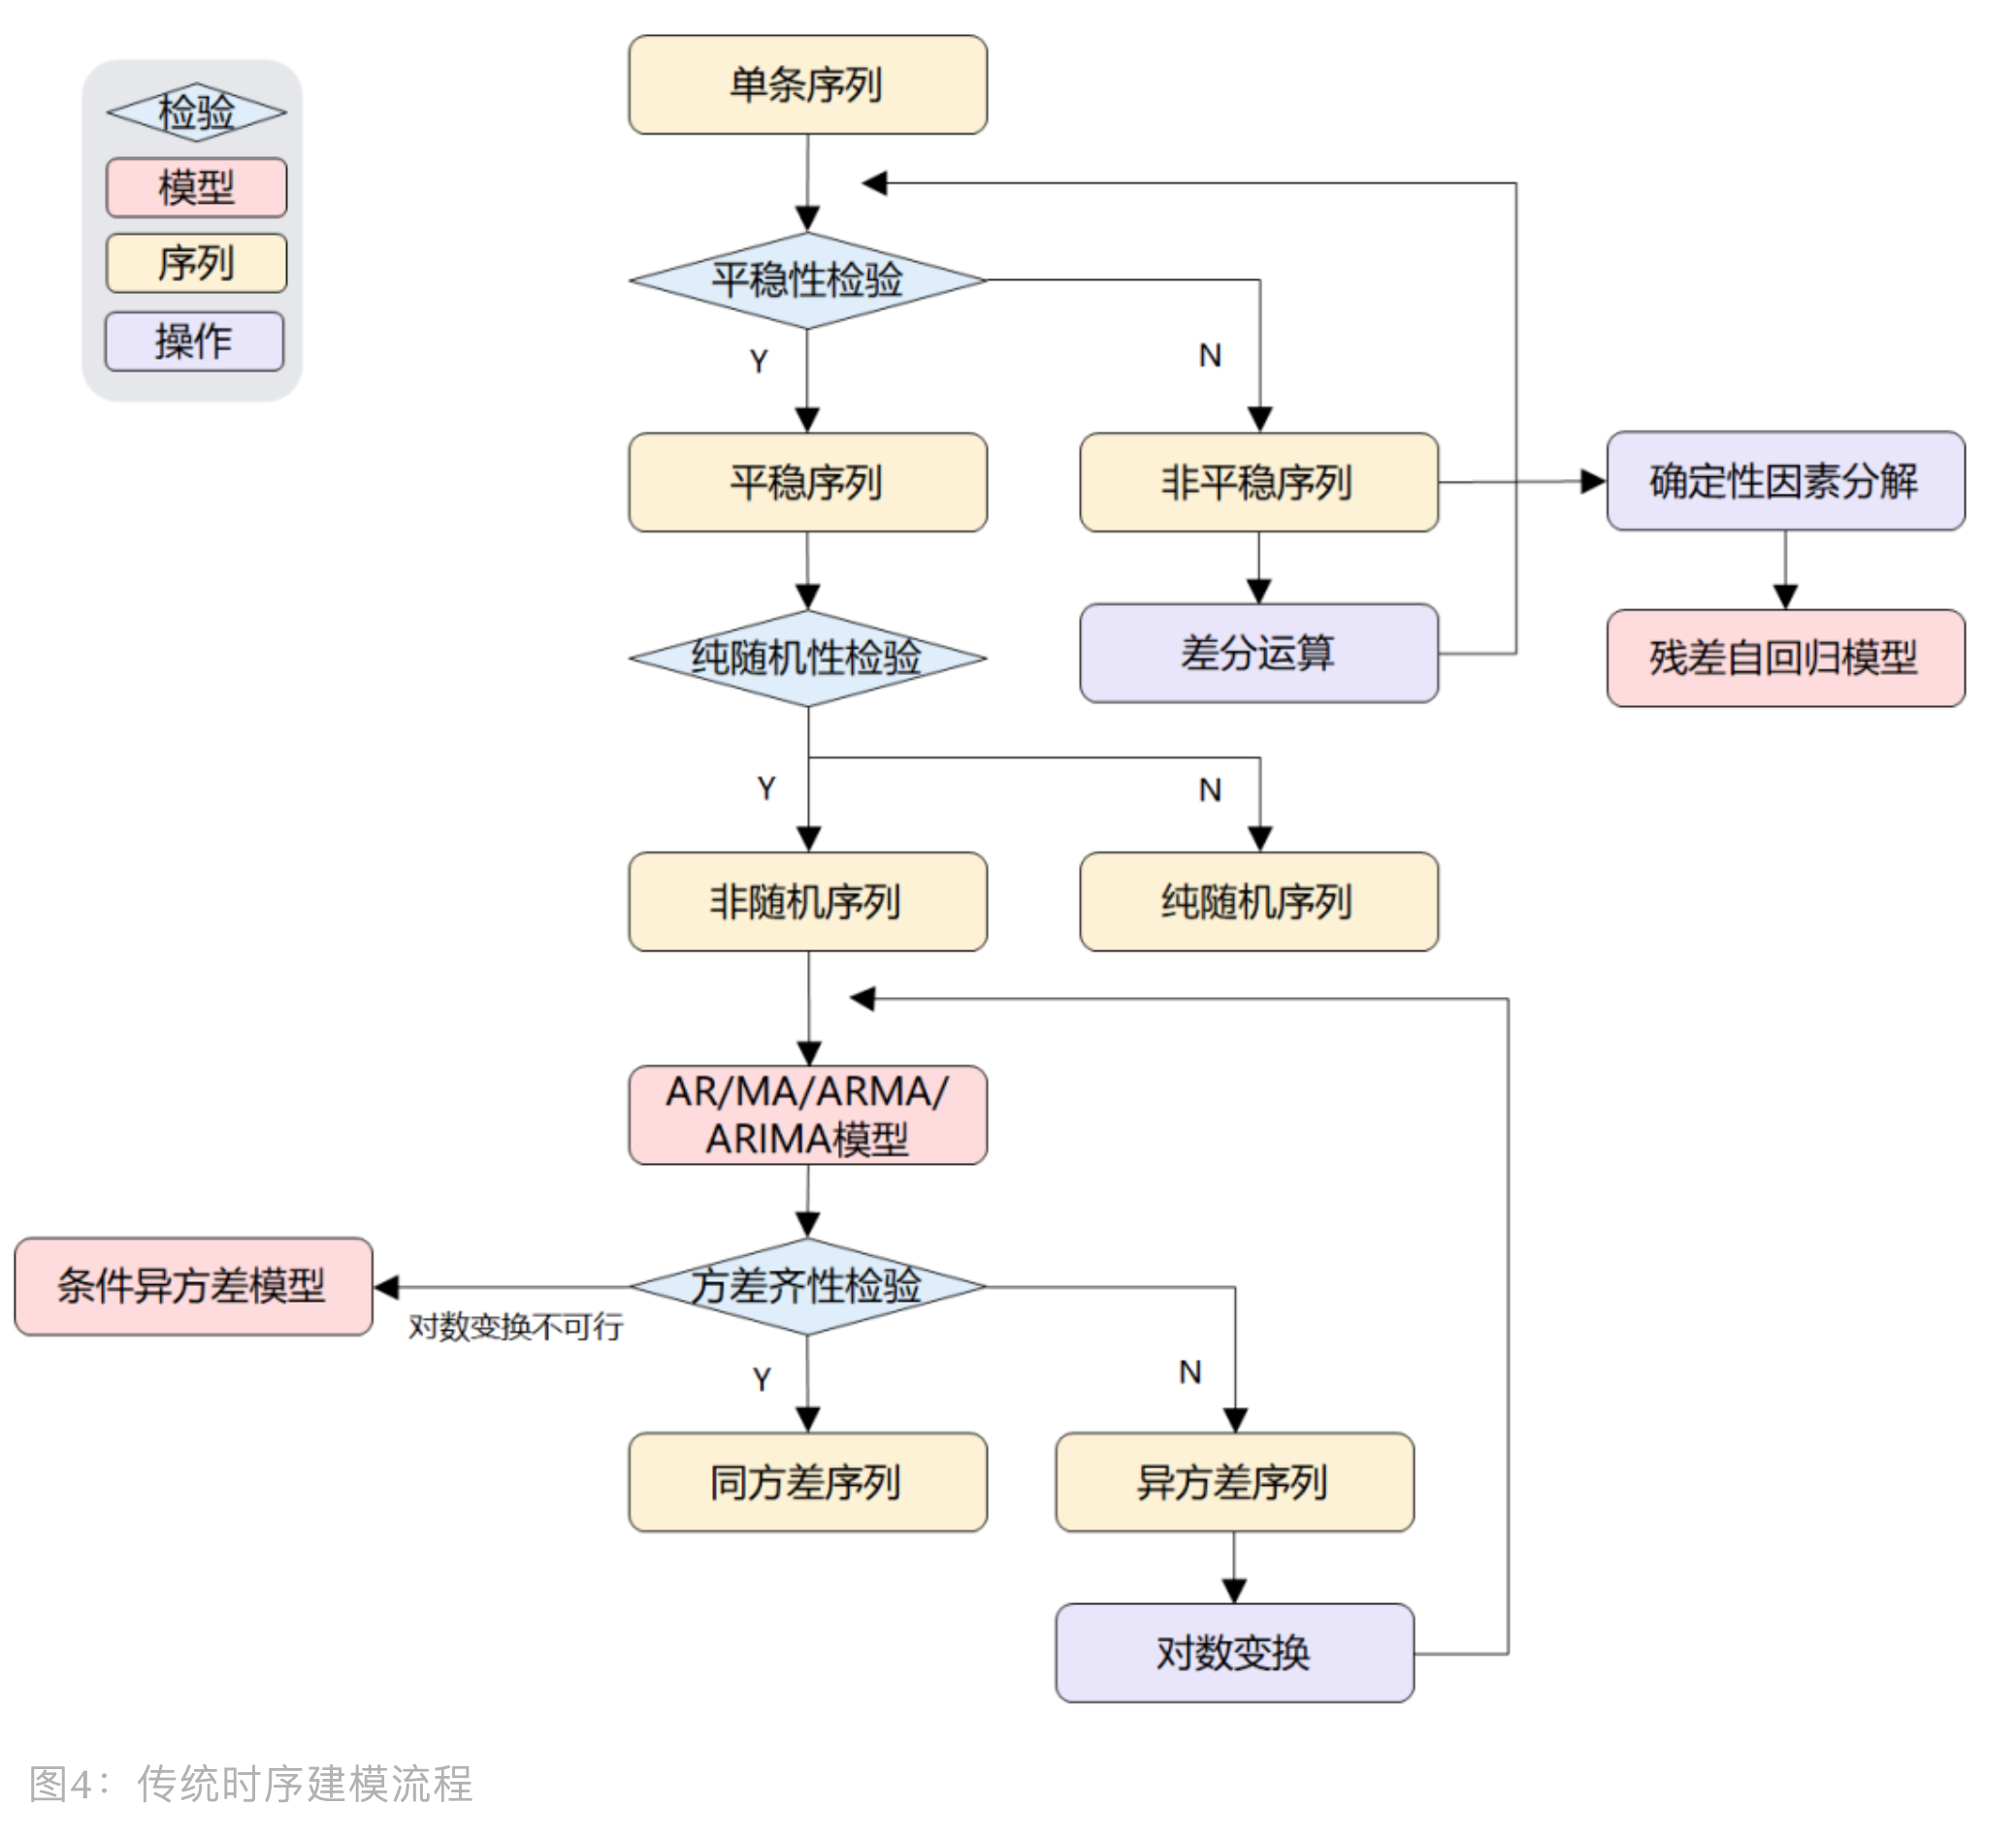 检验
模型
序列
操作
单条序列
平稳性检验
Y
N
平稳序列
非平稳序列
确定性因素分解
纯随机性检验
差分运算
残差自回归模型
Y
N
非随机序列
纯随机序列
AR/MA/ARMA/
ARIMA模型
条件异方差模型
对数变换不可行
方差齐性检验
Y
N
同方差序列
异方差序列
对数变换
图4：传统时序建模流程